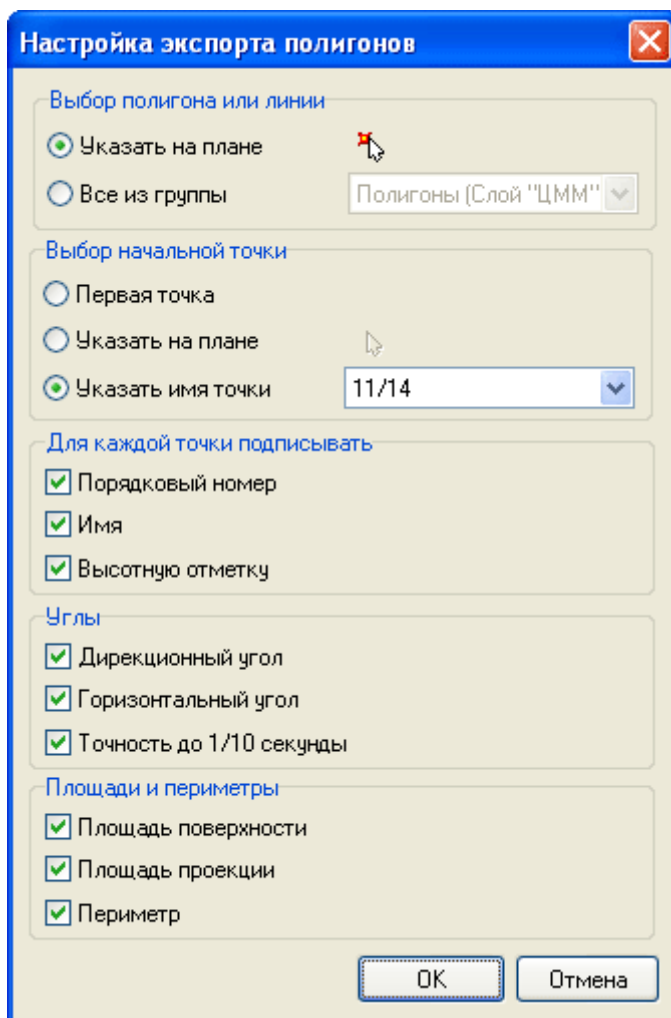 Настройка экспорта полигонов
Выбор полигона или линии
Указать на плане
Все из группы
Полигоны (Слой "ЦММ"
Выбор начальной точки
Первая точка
Указать на плане
Указать имя точки
11/14
Для каждой точки подписывать
Порядковый номер
Имя
Высотную отметку
Углы
Дирекционный угол
Горизонтальный угол
Точность до 1/10 секунды
Площади и периметры
Площадь поверхности
Площадь проекции
Периметр
OK
Отмена